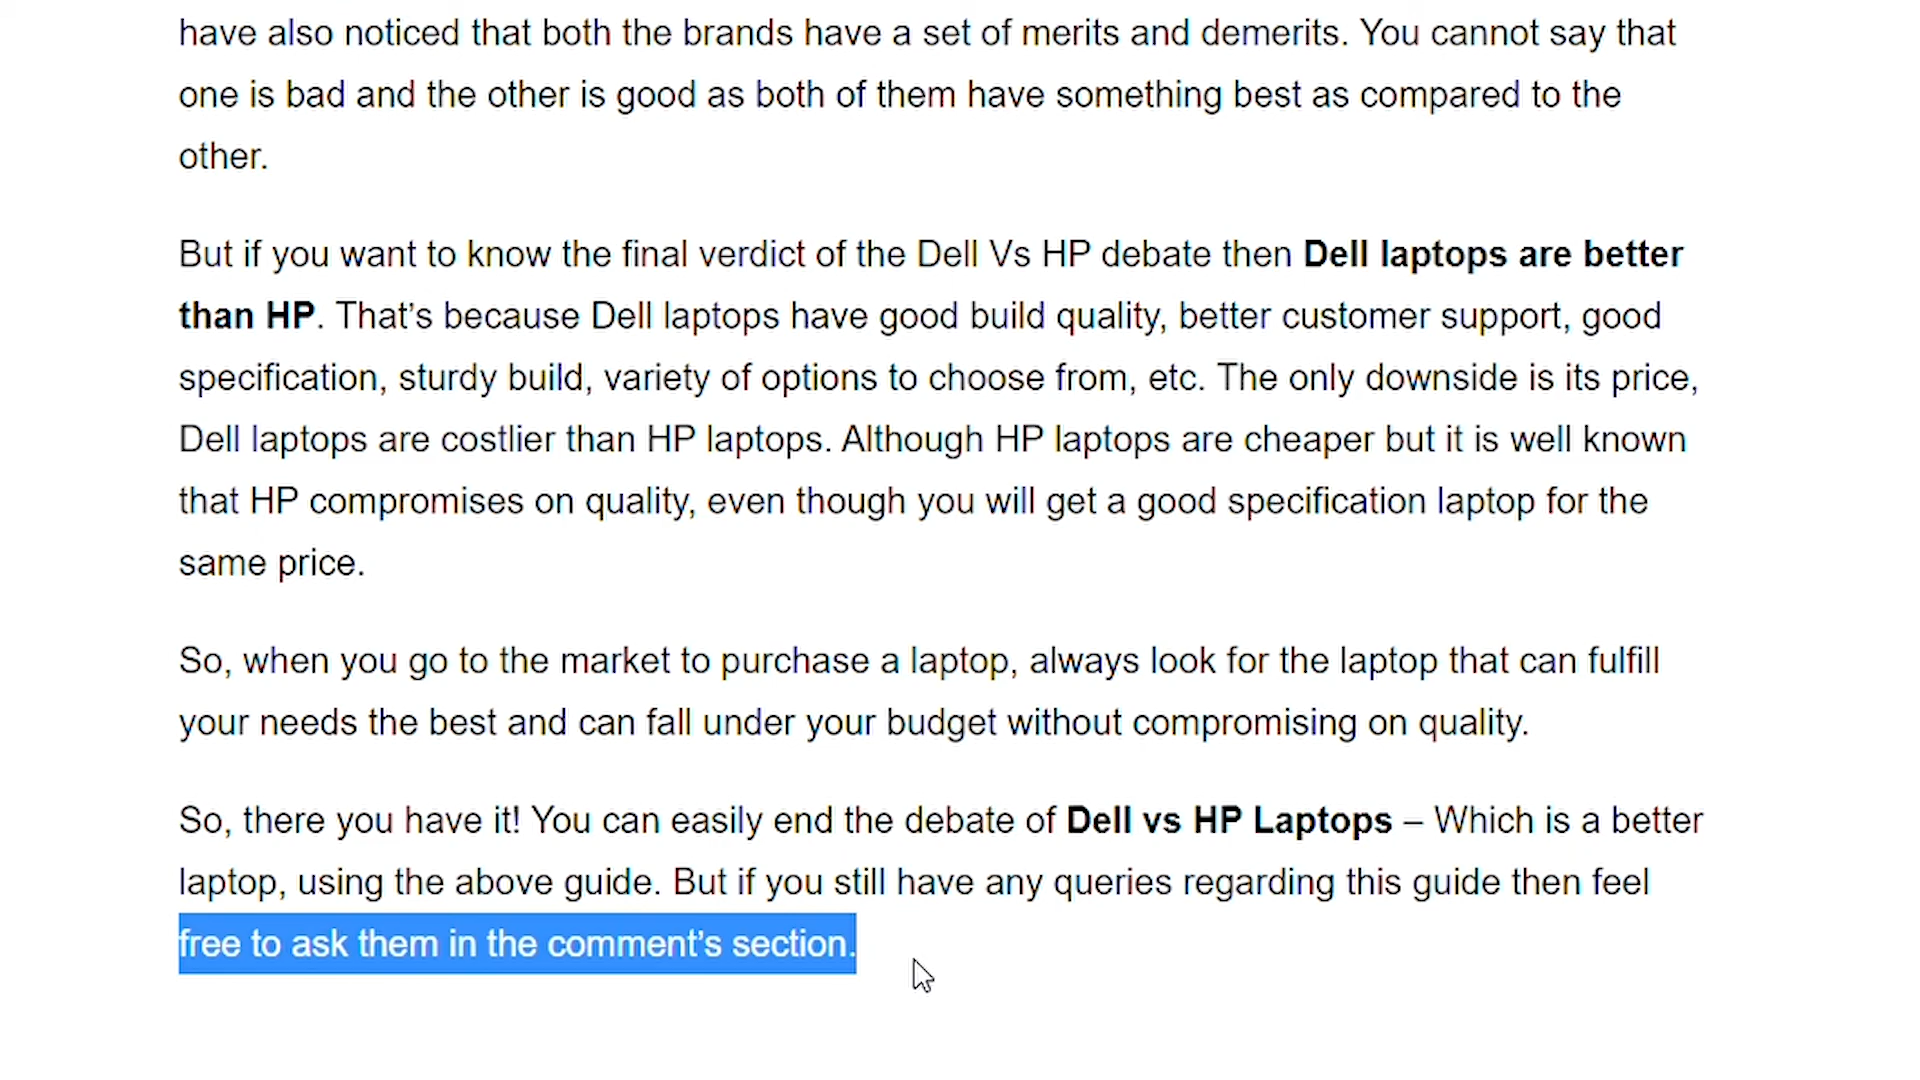 have also noticed that both the brands have a set of merits and demerits. You cannot say that
one is bad and the other is good as both of them have something best as compared to the
other.
But if you want to know the final verdict of the Dell Vs HP debate then Dell laptops are better
than HP. That’s because Dell laptops have good build quality, better customer support, good
specification, sturdy build, variety of options to choose from, etc. The only downside is its price,
Dell laptops are costlier than HP laptops. Although HP laptops are cheaper but it is well known
that HP compromises on quality, even though you will get a good specification laptop for the
same price.
So, when you go to the market to purchase a laptop, always look for the laptop that can fulfill
your needs the best and can fall under your budget without compromising on quality.
So, there you have it! You can easily end the debate of Dell vs HP Laptops – Which is a better
laptop, using the above guide. But if you still have any queries regarding this guide then feel
free to ask them in the comment’s section.